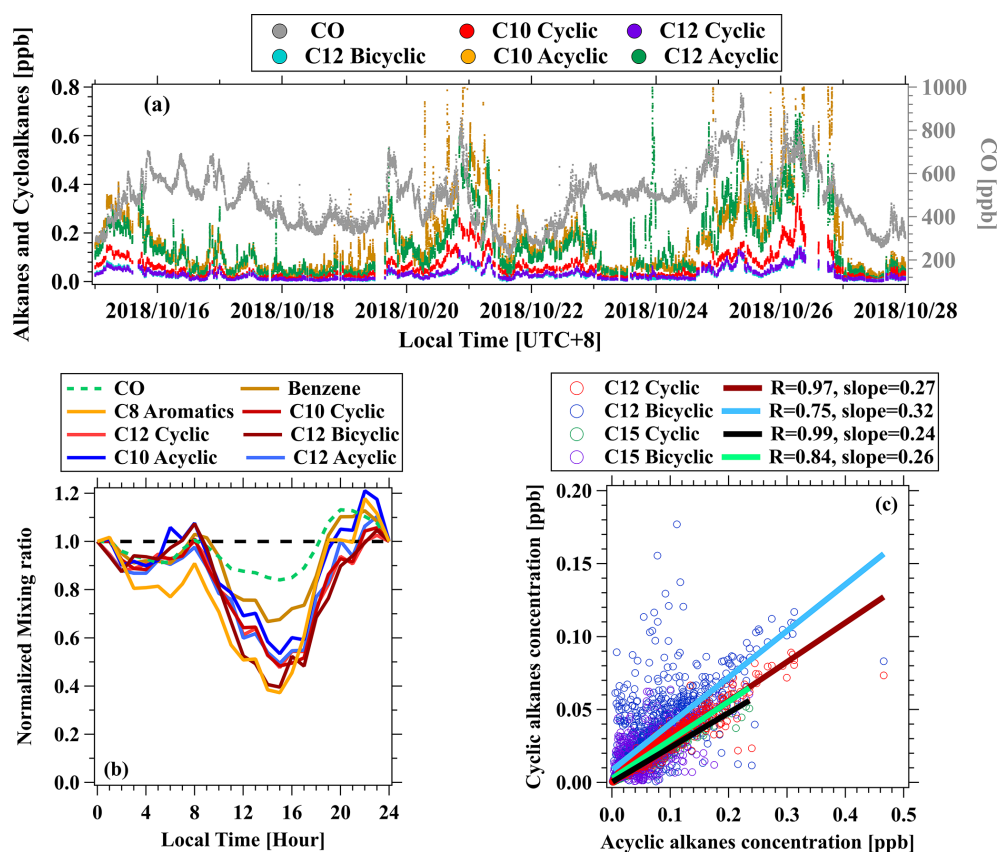 CO C10 Cyclic C12 Cyclic
C12 Bicyclic C10 Acyclic C12 Acyclic
Alkanes and Cycloalkanes [ppb]
0.8
0.6
0.4
0.2
0.0
(a)
1000
800
600
400
200
CO [ppb]
2018/10/16 2018/10/18 2018/10/20 2018/10/22 2018/10/24 2018/10/26 2018/10/28
Local Time [UTC+8]
CO Benzene
C8 Aromatics C10 Cyclic
C12 Cyclic C12 Bicyclic
C10 Acyclic C12 Acyclic
Normalized Mixing ratio
1.2
1.0
0.8
0.6
0.4
0.2
0.0
(b)
0 4 8 12 16 20 24
Local Time [Hour]
C12 Cyclic R=0.97, slope=0.27
C12 Bicyclic R=0.75, slope=0.32
C15 Cyclic R=0.99, slope=0.24
C15 Bicyclic R=0.84, slope=0.26
Cyclic alkanes concentration [ppb]
0.20
0.15
0.10
0.05
0.00
(c)
0.0 0.1 0.2 0.3 0.4 0.5
Acyclic alkanes concentration [ppb]